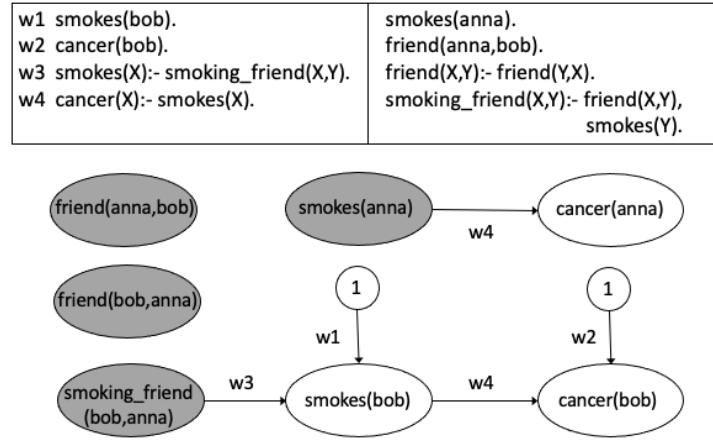 w1 smokes(bob).
w2 cancer(bob).
w3 smokes(X):- smoking_friend(X,Y).
w4 cancer(X):- smokes(X).
smokes(anna).
friend(anna,bob).
friend(X,Y):- friend(Y,X).
smoking_friend(X,Y):- friend(X,Y),
smokes(Y).
friend(anna,bob)
smokes(anna)
w4
cancer(anna)
friend(bob,anna)
1
1
w1
w2
smoking_friend
(bob,anna)
w3
smokes(bob)
w4
cancer(bob)